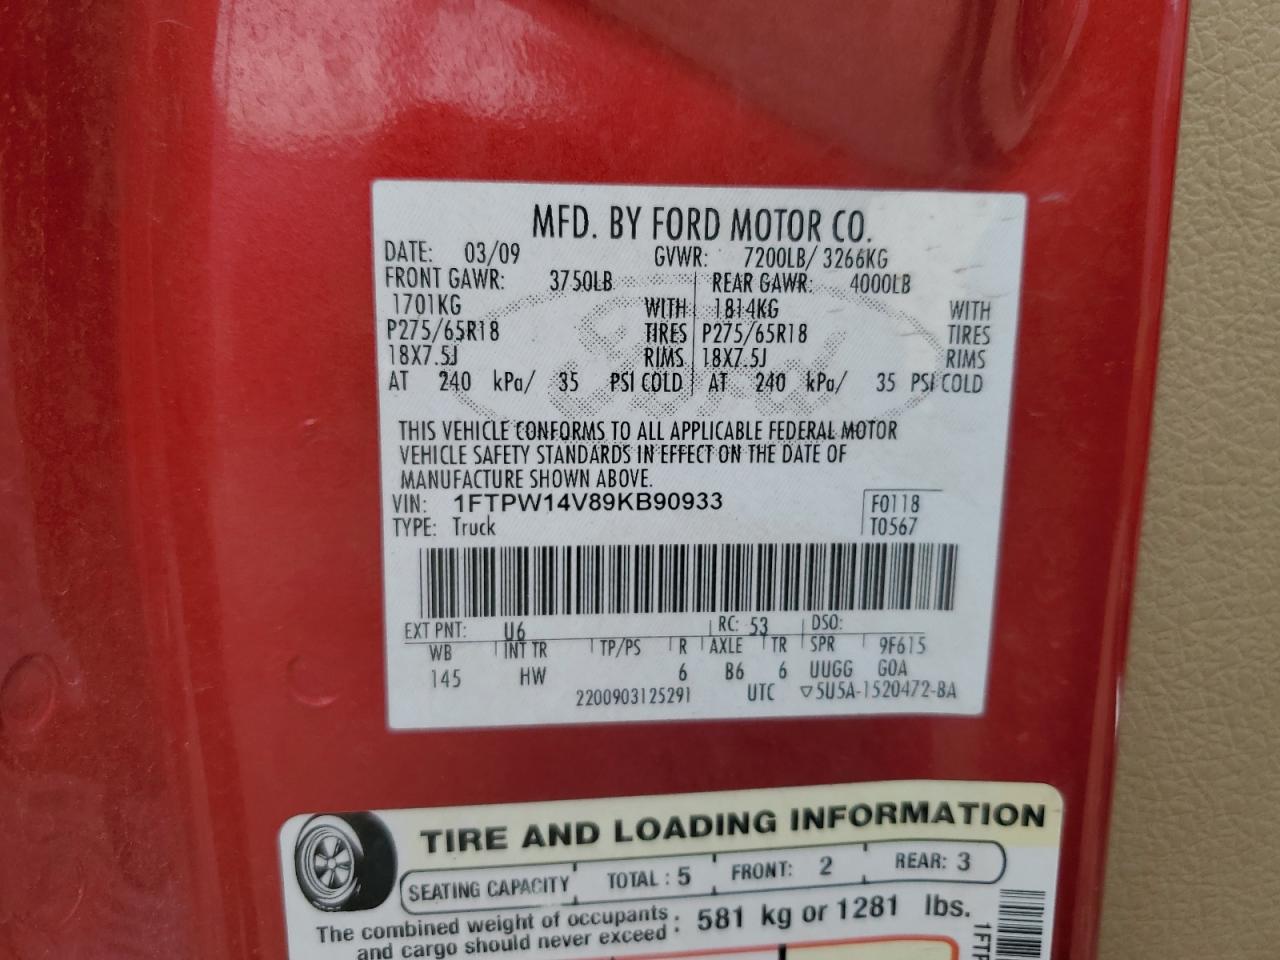 MFD. BY FORD MOTOR CO.
DATE: 03/09 GVWR: 7200LB/ 3266KG
FRONT GAWR: 3750LB REAR GAWR: 4000LB
1701KG WITH 1814KG WITH
P275/65R18 TIRES P275/65R18 TIRES
18X7.5J RIMS 18X7.5J RIMS
AT 240 kPa/ 35 PSI COLD AT 240 kPa/ 35 PSI COLD
THIS VEHICLE CONFORMS TO ALL APPLICABLE FEDERAL MOTOR
VEHICLE SAFETY STANDARDS IN EFFECT ON THE DATE OF
MANUFACTURE SHOWN ABOVE.
VIN: 1FTPW14V89KB90933 F0118
TYPE: Truck T0567
EXT PNT: U6 RC: 53 DSO:
WB INT TR TP/PS R AXLE TR SPR 9F615
145 HW 6 B6 6 UUGG GOA
2200903125291 UTC ▽5U5A-1520472-BA
TIRE AND LOADING INFORMATION
SEATING CAPACITY TOTAL : 5 FRONT: 2 REAR: 3
The combined weight of occupants : 581 kg or 1281 lbs.
and cargo should never exceed :
1FTP